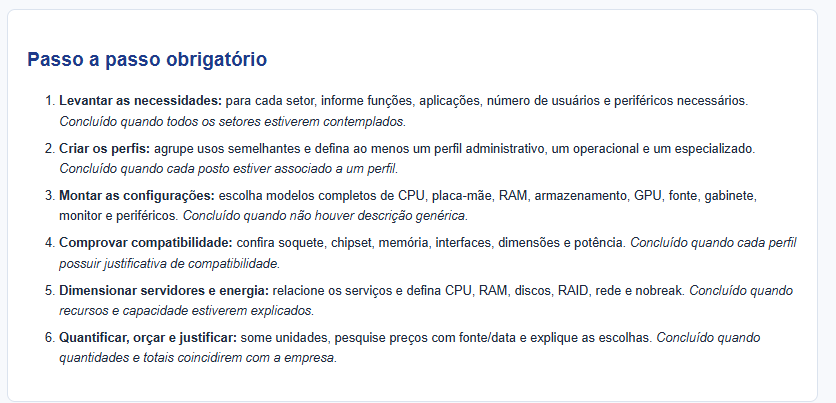 Passo a passo obrigatório
1. Levantar as necessidades: para cada setor, informe funções, aplicações, número de usuários e periféricos necessários.
Concluído quando todos os setores estiverem contemplados.
2. Criar os perfis: agrupe usos semelhantes e defina ao menos um perfil administrativo, um operacional e um especializado.
Concluído quando cada posto estiver associado a um perfil.
3. Montar as configurações: escolha modelos completos de CPU, placa-mãe, RAM, armazenamento, GPU, fonte, gabinete,
monitor e periféricos. Concluído quando não houver descrição genérica.
4. Comprovar compatibilidade: confira soquete, chipset, memória, interfaces, dimensões e potência. Concluído quando cada perfil
possuir justificativa de compatibilidade.
5. Dimensionar servidores e energia: relacione os serviços e defina CPU, RAM, discos, RAID, rede e nobreak. Concluído quando
recursos e capacidade estiverem explicados.
6. Quantificar, orçar e justificar: some unidades, pesquise preços com fonte/data e explique as escolhas. Concluído quando
quantidades e totais coincidirem com a empresa.